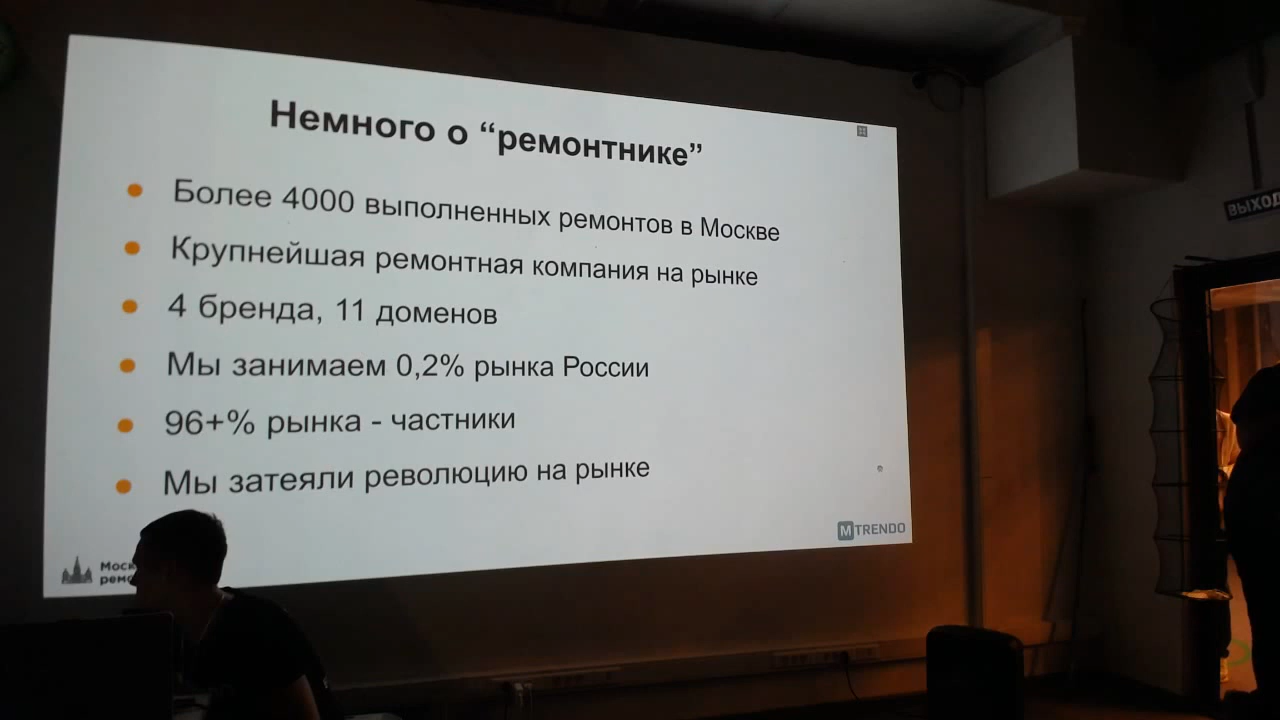 Немного о “ремонтнике”
Более 4000 выполненных ремонтов в Москве
Крупнейшая ремонтная компания на рынке
4 бренда, 11 доменов
Мы занимаем 0,2% рынка России
96+% рынка - частники
Мы затеяли революцию на рынке
M TRENDO
ВЫХОД